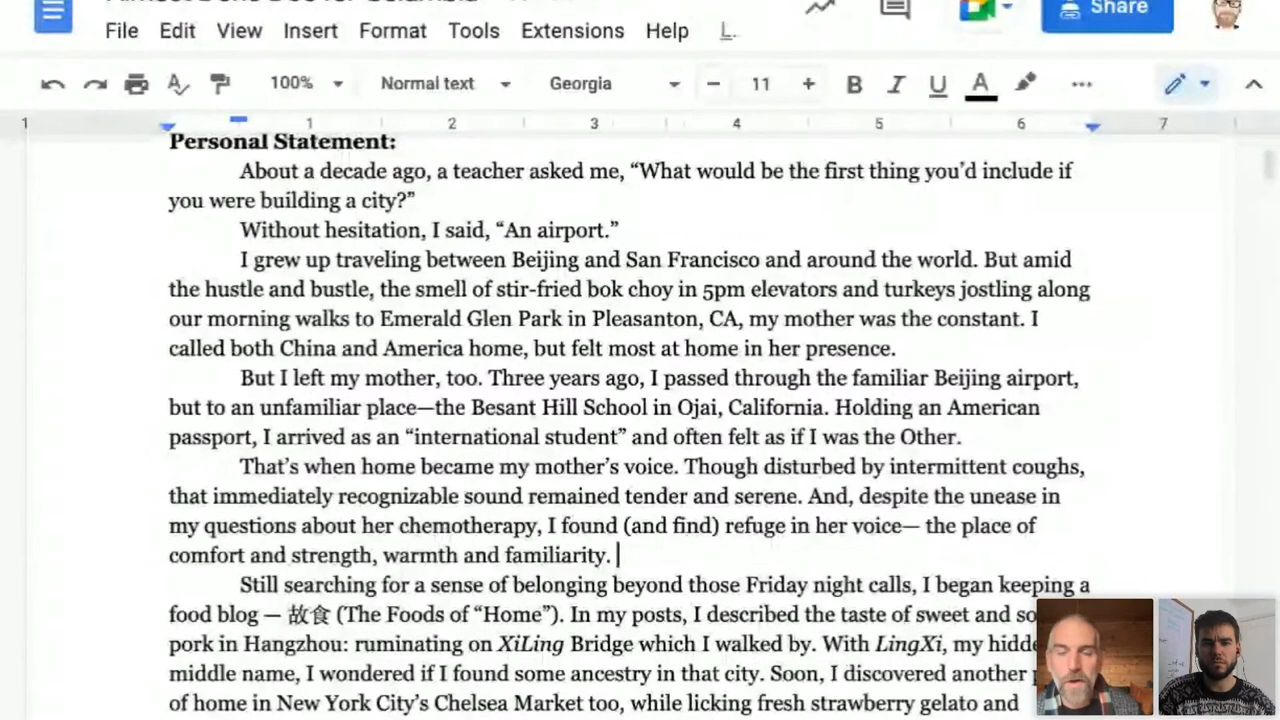 Share
File Edit View Insert Format Tools Extensions Help L.
100% Normal text Georgia 11 B I U A
1 1 2 3 4 5 6 7
Personal Statement:
About a decade ago, a teacher asked me, “What would be the first thing you’d include if
you were building a city?”
Without hesitation, I said, “An airport.”
I grew up traveling between Beijing and San Francisco and around the world. But amid
the hustle and bustle, the smell of stir-fried bok choy in 5pm elevators and turkeys jostling along
our morning walks to Emerald Glen Park in Pleasanton, CA, my mother was the constant. I
called both China and America home, but felt most at home in her presence.
But I left my mother, too. Three years ago, I passed through the familiar Beijing airport,
but to an unfamiliar place—the Besant Hill School in Ojai, California. Holding an American
passport, I arrived as an “international student” and often felt as if I was the Other.
That’s when home became my mother’s voice. Though disturbed by intermittent coughs,
that immediately recognizable sound remained tender and serene. And, despite the unease in
my questions about her chemotherapy, I found (and find) refuge in her voice— the place of
comfort and strength, warmth and familiarity.
Still searching for a sense of belonging beyond those Friday night calls, I began keeping a
food blog — 故食 (The Foods of “Home”). In my posts, I described the taste of sweet and so
pork in Hangzhou: ruminating on XiLing Bridge which I walked by. With LingXi, my hidde
middle name, I wondered if I found some ancestry in that city. Soon, I discovered another
of home in New York City’s Chelsea Market too, while licking fresh strawberry gelato and